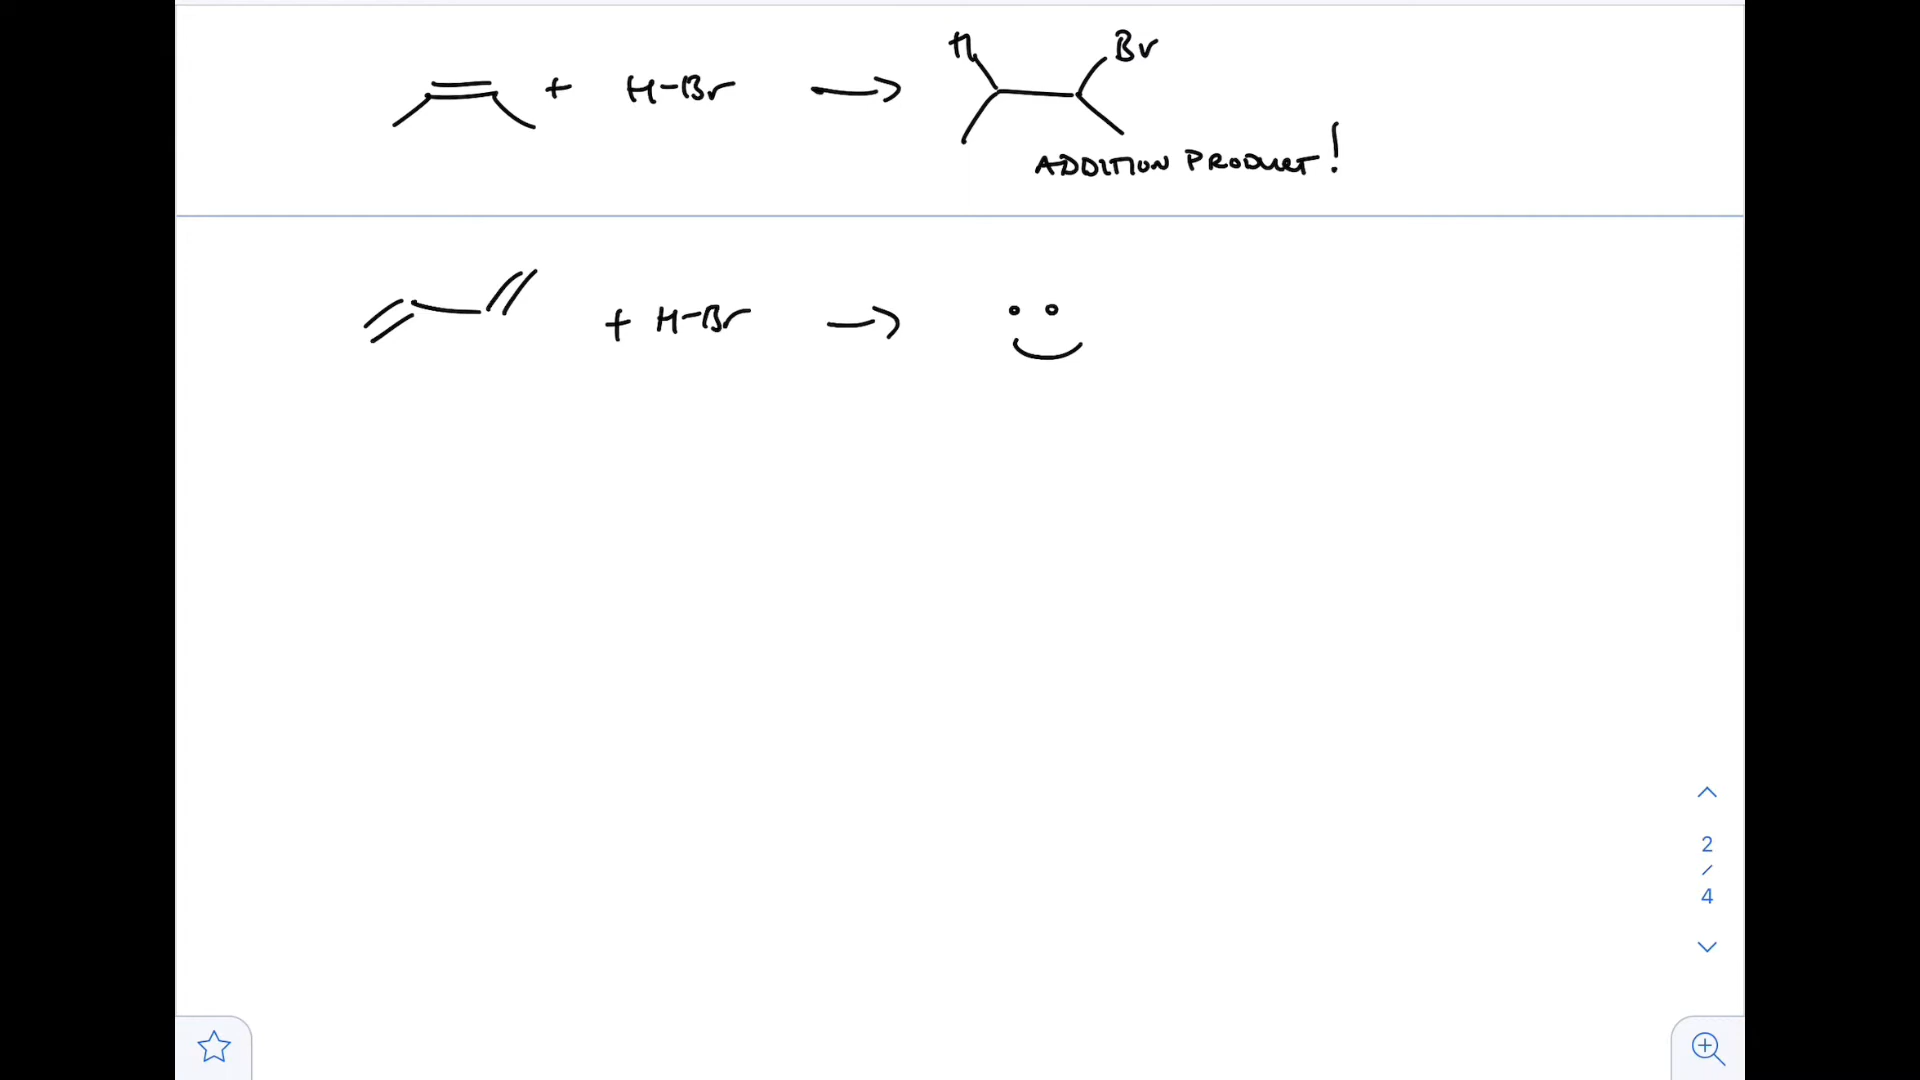 H Br
+ H-Br →
ADDITION PRODUCT!
+ H-Br →
2
/
4